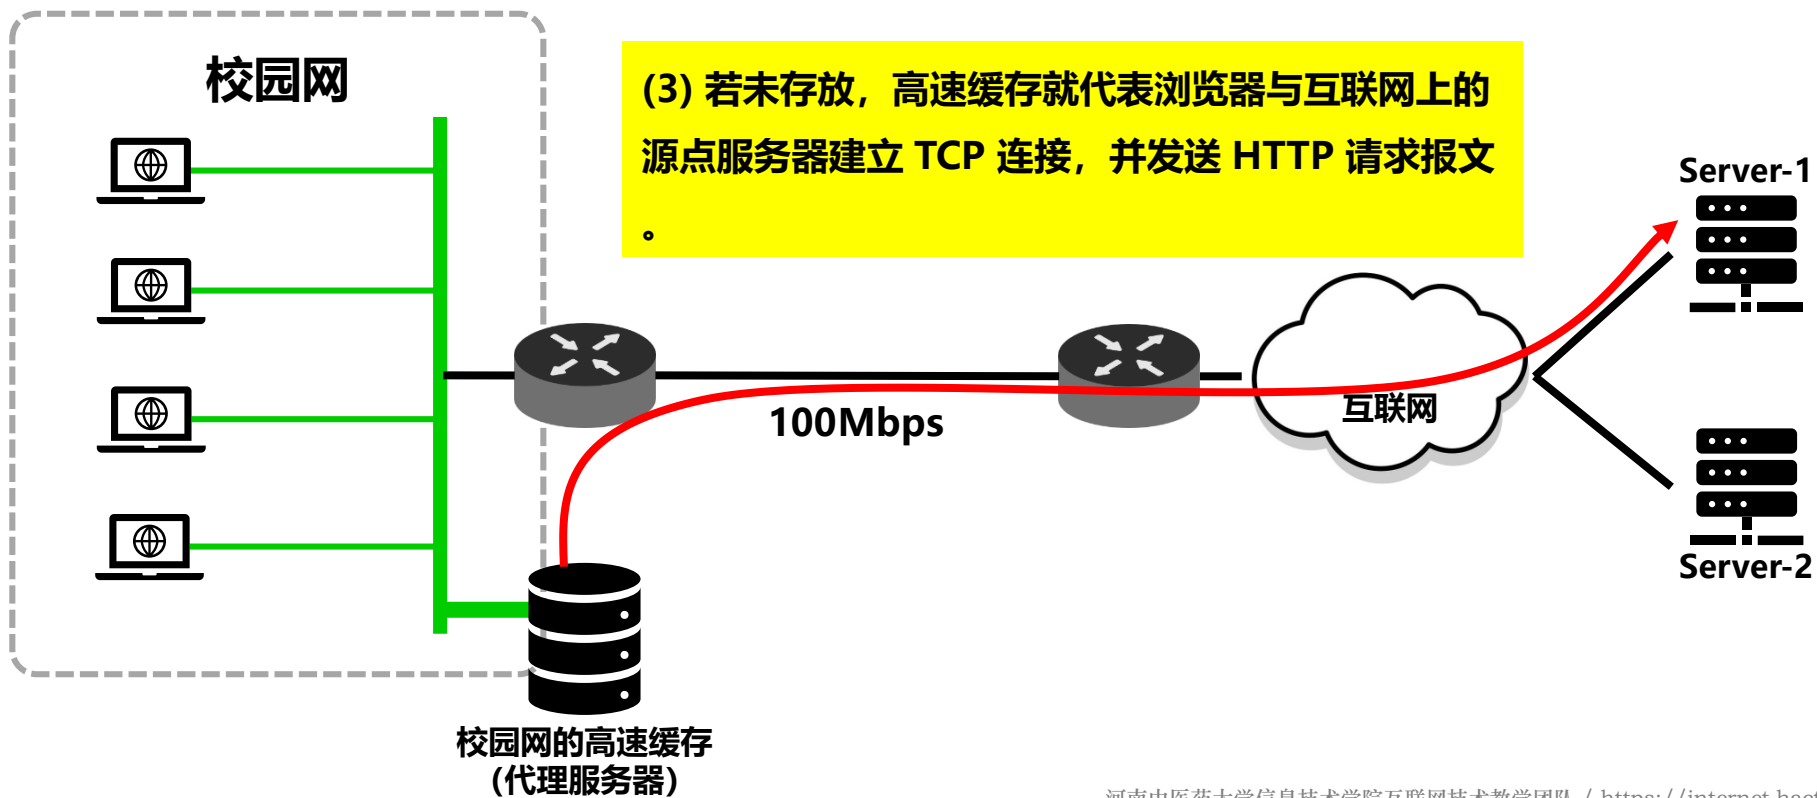 校园网
(3) 若未存放，高速缓存就代表浏览器与互联网上的
源点服务器建立 TCP 连接，并发送 HTTP 请求报文
。
Server-1
互联网
100Mbps
Server-2
校园网的高速缓存
(代理服务器)